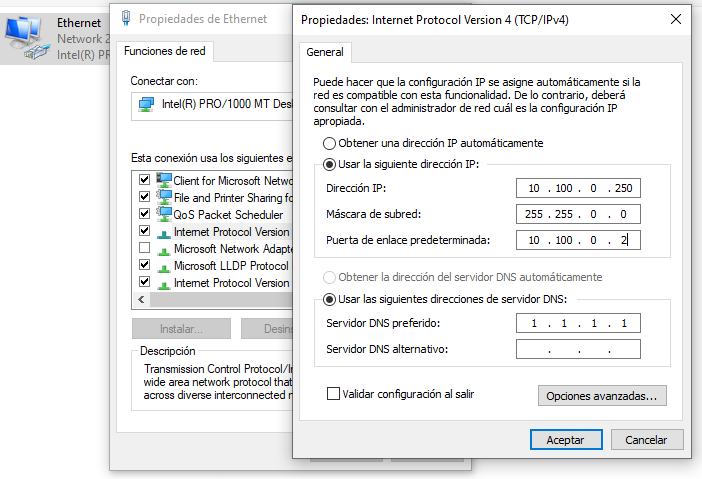 Ethernet
Network 2
Intel(R) PR
Propiedades de Ethernet
Funciones de red
Conectar con:
Intel(R) PRO/1000 MT Des
Esta conexión usa los siguientes e
Client for Microsoft Netwo
File and Printer Sharing fo
QoS Packet Scheduler
Internet Protocol Version
Microsoft Network Adapte
Microsoft LLDP Protocol
Internet Protocol Version
Instalar...
Desins
Descripción
Transmission Control Protocol/In
wide area network protocol that
across diverse interconnected n
Propiedades: Internet Protocol Version 4 (TCP/IPv4)
General
Puede hacer que la configuración IP se asigne automáticamente si la
red es compatible con esta funcionalidad. De lo contrario, deberá
consultar con el administrador de red cuál es la configuración IP
apropiada.
Obtener una dirección IP automáticamente
Usar la siguiente dirección IP:
Dirección IP: 10 . 100 . 0 . 250
Máscara de subred: 255 . 255 . 0 . 0
Puerta de enlace predeterminada: 10 . 100 . 0 . 2
Obtener la dirección del servidor DNS automáticamente
Usar las siguientes direcciones de servidor DNS:
Servidor DNS preferido: 1 . 1 . 1 . 1
Servidor DNS alternativo: . . .
Validar configuración al salir
Opciones avanzadas...
Aceptar
Cancelar